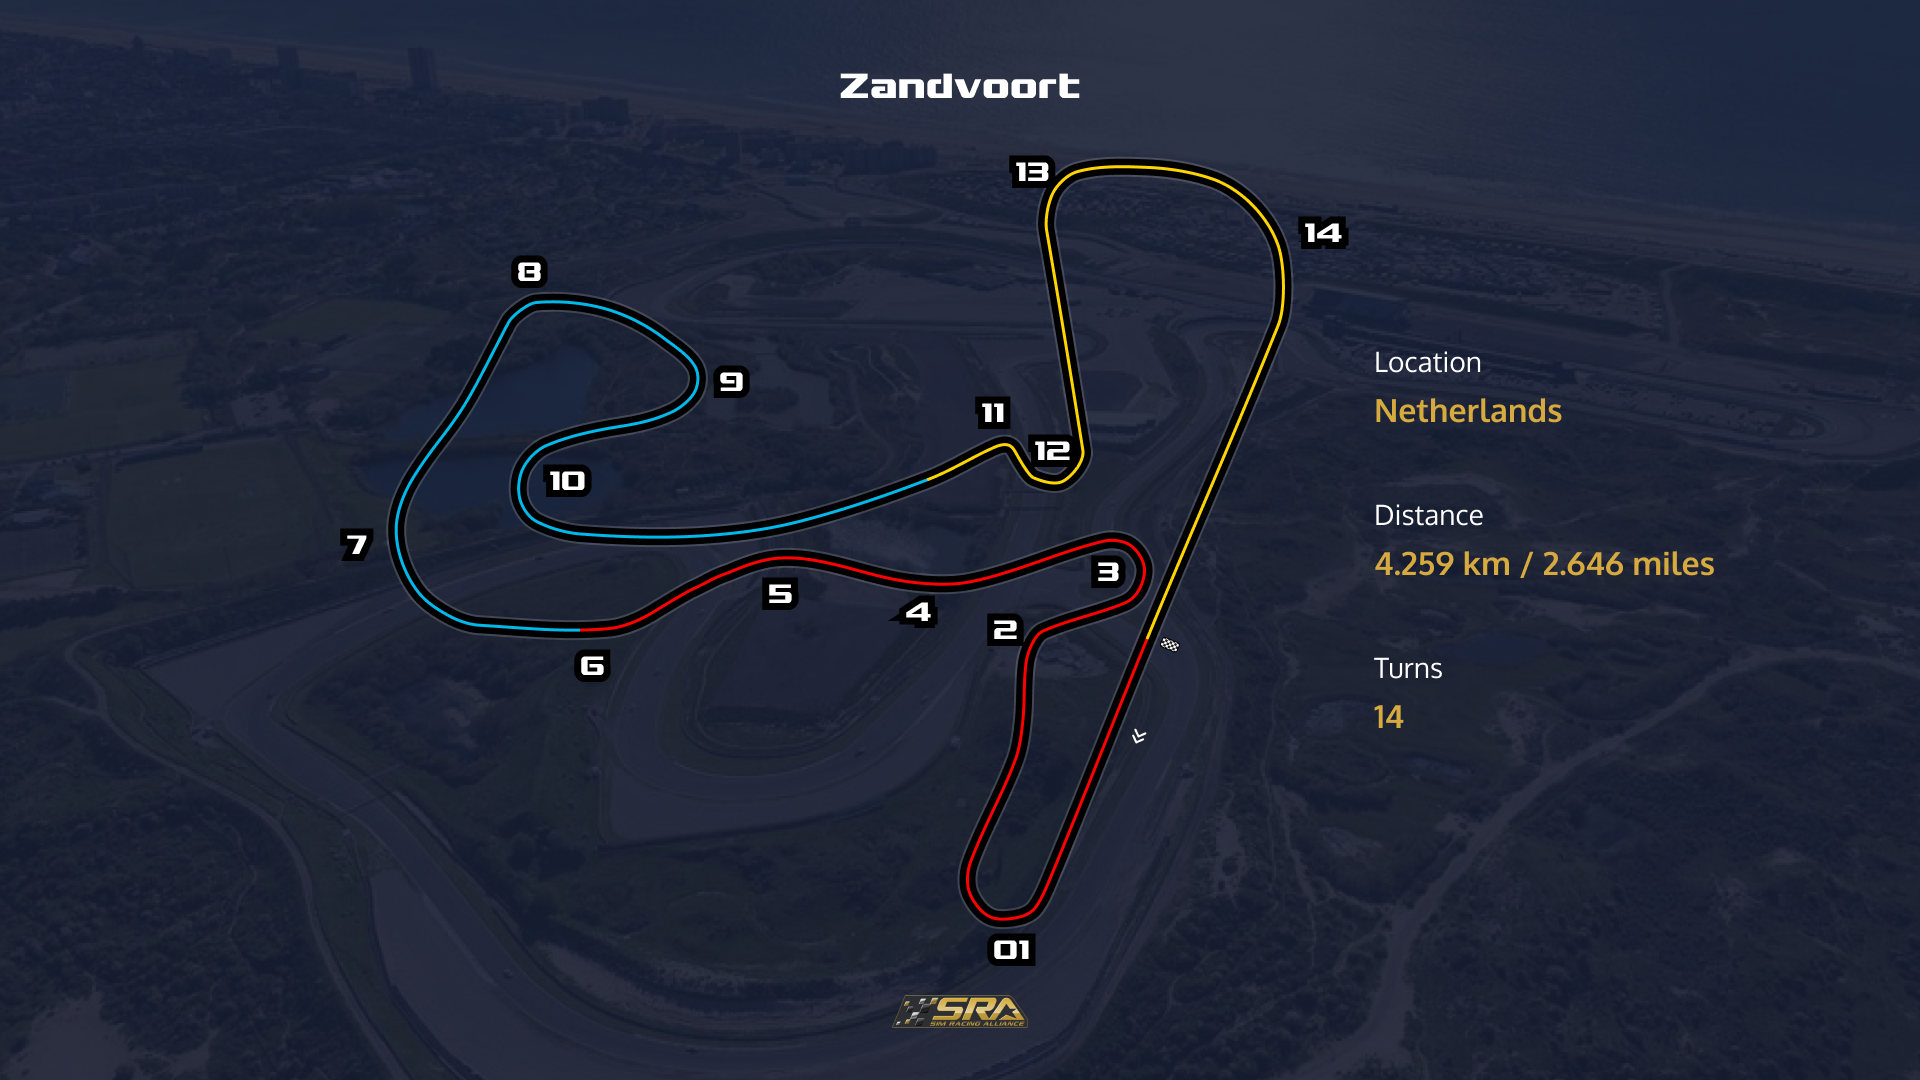 Zandvoort
13
14
8
Location
9
Netherlands
11
12
10
Distance
7
3
4.259 km / 2.646 miles
5
4
2
6
Turns
14
01
SRA
SIM RACING ALLIANCE